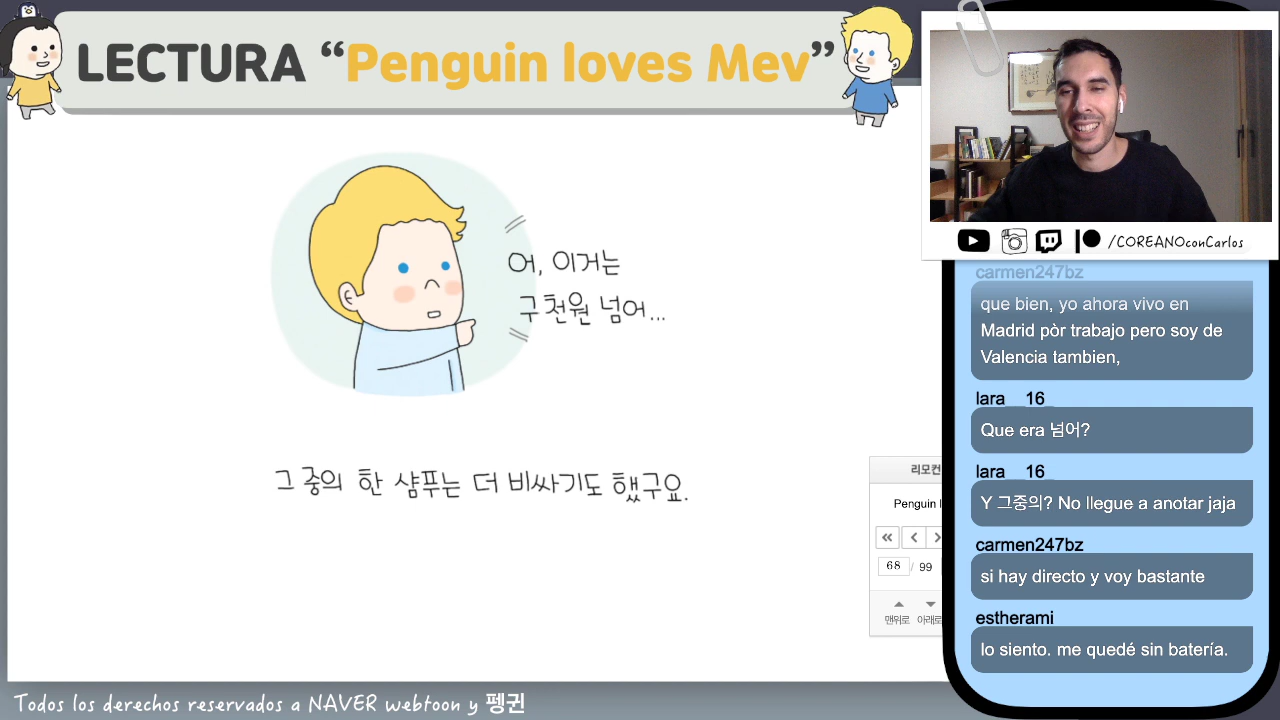 LECTURA “Penguin loves Mev”
어, 이거는
구천원 넘어...
그 중의 한 샴푸는 더 비싸기도 했구요.
리모컨
Penguin l
68 / 99
맨위로 아래로
/COREANOconCarlos
carmen247bz
que bien, yo ahora vivo en
Madrid pòr trabajo pero soy de
Valencia tambien,
lara__16_
Que era 넘어?
lara__16_
Y 그중의? No llegue a anotar jaja
carmen247bz
si hay directo y voy bastante
estherami
lo siento. me quedé sin batería.
Todos los derechos reservados a NAVER webtoon y 펭귄